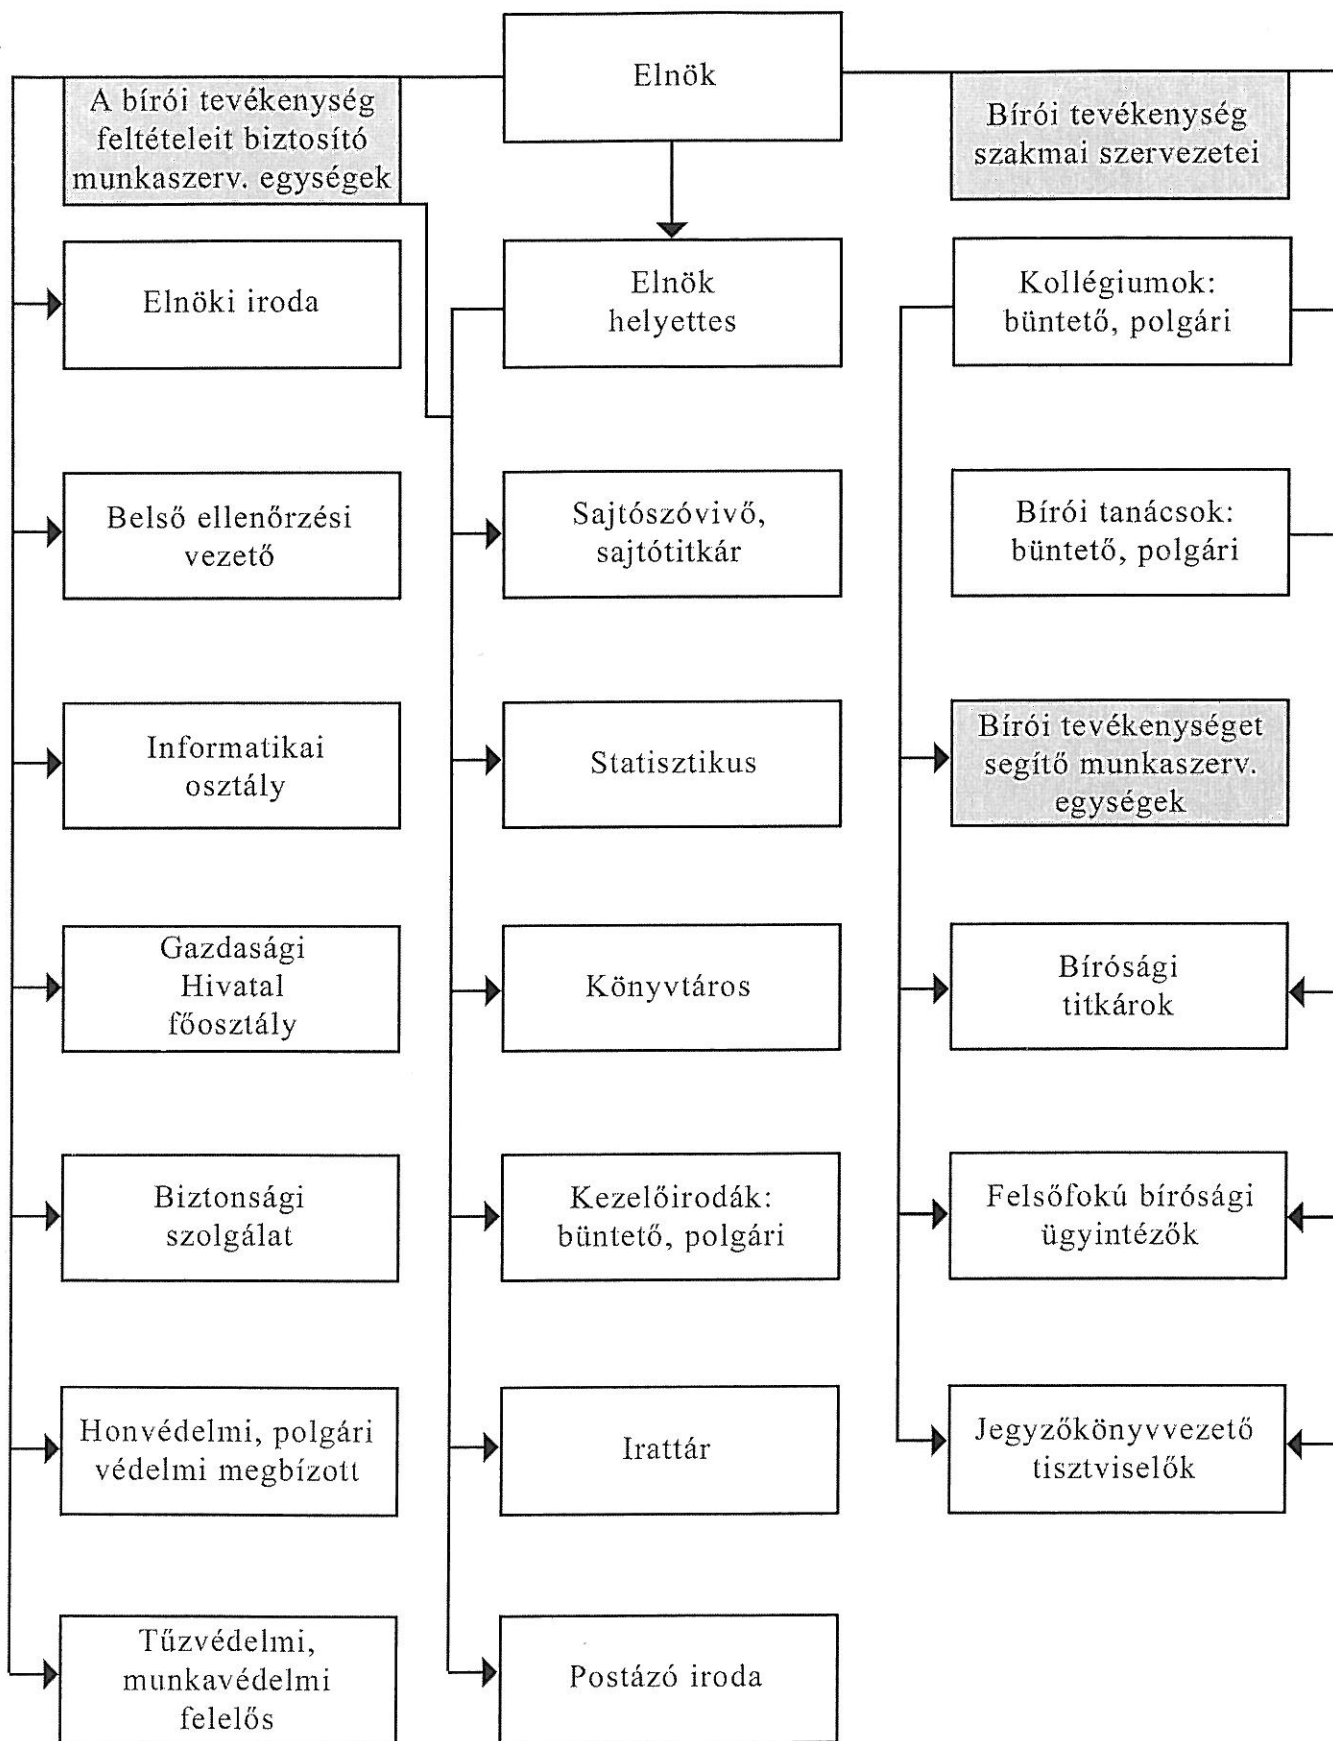 Elnök
A bírói tevékenység
feltételeit biztosító
munkaszerv. egységek
Bírói tevékenység
szakmai szervezetei
Elnöki iroda
Elnök
helyettes
Kollégiumok:
büntető, polgári
Belső ellenőrzési
vezető
Sajtószóvivő,
sajtótitkár
Bírói tanácsok:
büntető, polgári
Informatikai
osztály
Statisztikus
Bírói tevékenységet
segítő munkaszerv.
egységek
Gazdasági
Hivatal
főosztály
Könyvtáros
Bírósági
titkárok
Biztonsági
szolgálat
Kezelőirodák:
büntető, polgári
Felsőfokú bírósági
ügyintézők
Honvédelmi, polgári
védelmi megbízott
Irattár
Jegyzőkönyvvezető
tisztviselők
Tűzvédelmi,
munkavédelmi
felelős
Postázó iroda